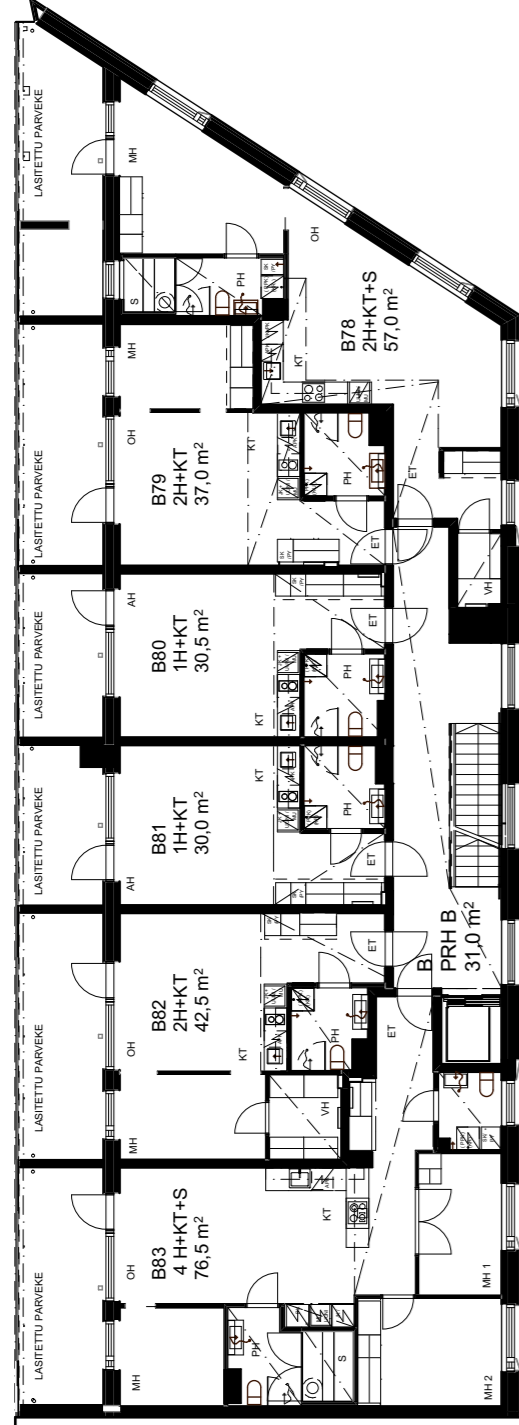 LASITETTU PARVEKE
LASITETTU PARVEKE
LASITETTU PARVEKE
LASITETTU PARVEKE
LASITETTU PARVEKE
LASITETTU PARVEKE
MH
OH
B83
4 H+KT+S
76,5 m²
KT
PH
S
MH 2
MH 1
ET
MH
OH
B82
2H+KT
42,5 m²
KT
VH
PH
ET
AH
B81
1H+KT
30,0 m²
KT
PH
ET
AH
B80
1H+KT
30,5 m²
KT
PH
ET
OH
MH
B79
2H+KT
37,0 m²
KT
PH
ET
MH
S
PH
OH
KT
B78
2H+KT+S
57,0 m²
ET
VH
B
PRH B
31,0 m²